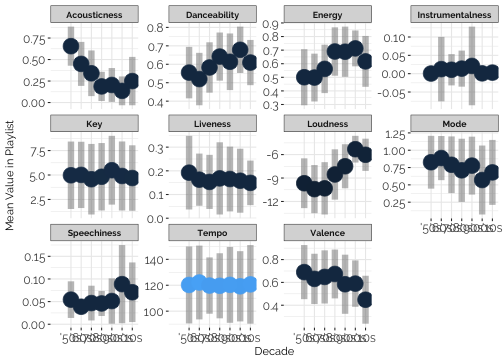 Acousticness Danceability Energy Instrumentalness
0.75 0.50 0.25 0.00
0.8 0.7 0.6 0.5 0.4
0.9 0.8 0.7 0.6 0.5 0.4 0.3
0.10 0.05 0.00 -0.05
Key Liveness Loudness Mode
7.5 5.0 2.5
0.3 0.2 0.1 0.0
-6 -9 -12
1.25 1.00 0.75 0.50 0.25
Speechiness Tempo Valence
0.15 0.10 0.05 0.00
140 120 100
0.8 0.6 0.4
Mean Value in Playlist
Decade